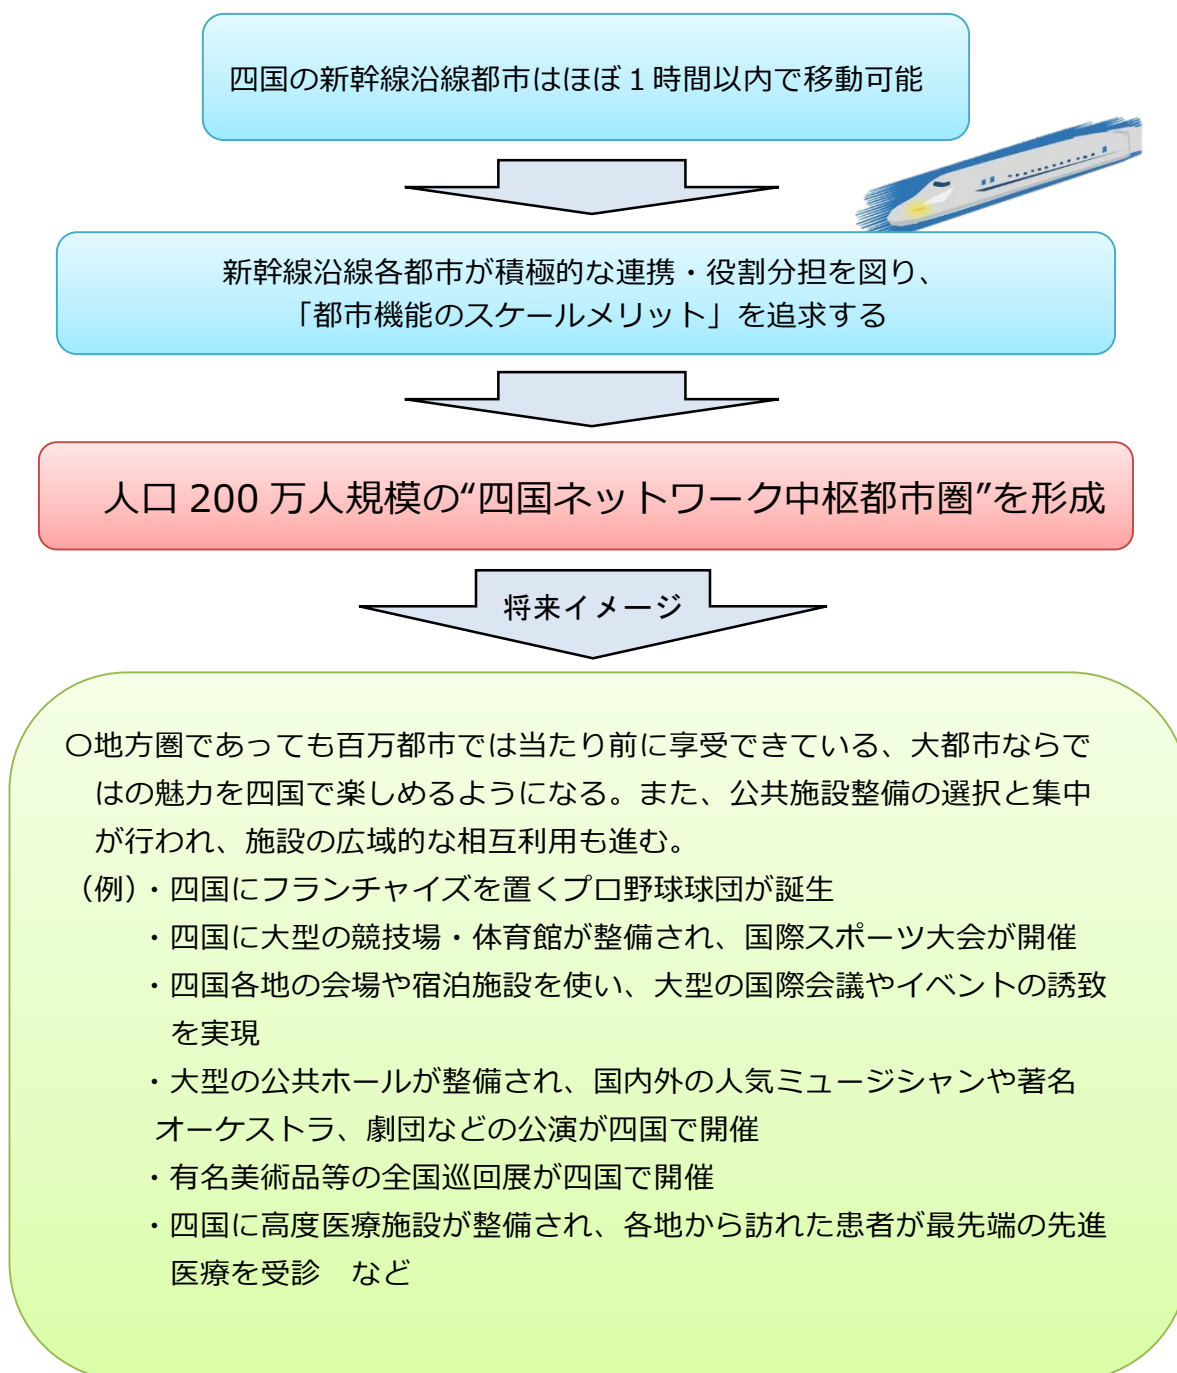 四国の新幹線沿線都市はほぼ１時間以内で移動可能
新幹線沿線各都市が積極的な連携・役割分担を図り、
「都市機能のスケールメリット」を追求する
人口 200 万人規模の“四国ネットワーク中枢都市圏”を形成
将来イメージ
〇地方圏であっても百万都市では当たり前に享受できている、大都市ならで
はの魅力を四国で楽しめるようになる。また、公共施設整備の選択と集中
が行われ、施設の広域的な相互利用も進む。
（例）・四国にフランチャイズを置くプロ野球球団が誕生
・四国に大型の競技場・体育館が整備され、国際スポーツ大会が開催
・四国各地の会場や宿泊施設を使い、大型の国際会議やイベントの誘致
を実現
・大型の公共ホールが整備され、国内外の人気ミュージシャンや著名
オーケストラ、劇団などの公演が四国で開催
・有名美術品等の全国巡回展が四国で開催
・四国に高度医療施設が整備され、各地から訪れた患者が最先端の先進
医療を受診　など